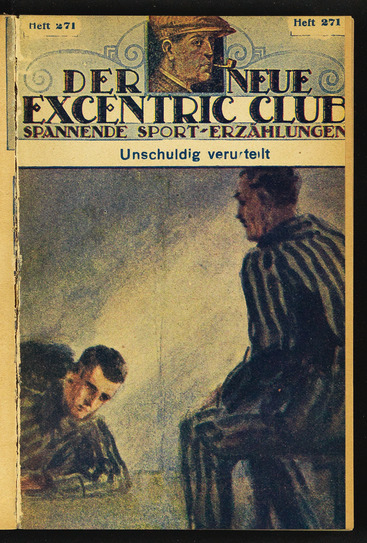 Heft 271
Heft 271
DER NEUE
EXCENTRIC CLUB
SPANNENDE SPORT-ERZÄHLUNGEN
Unschuldig verurteilt